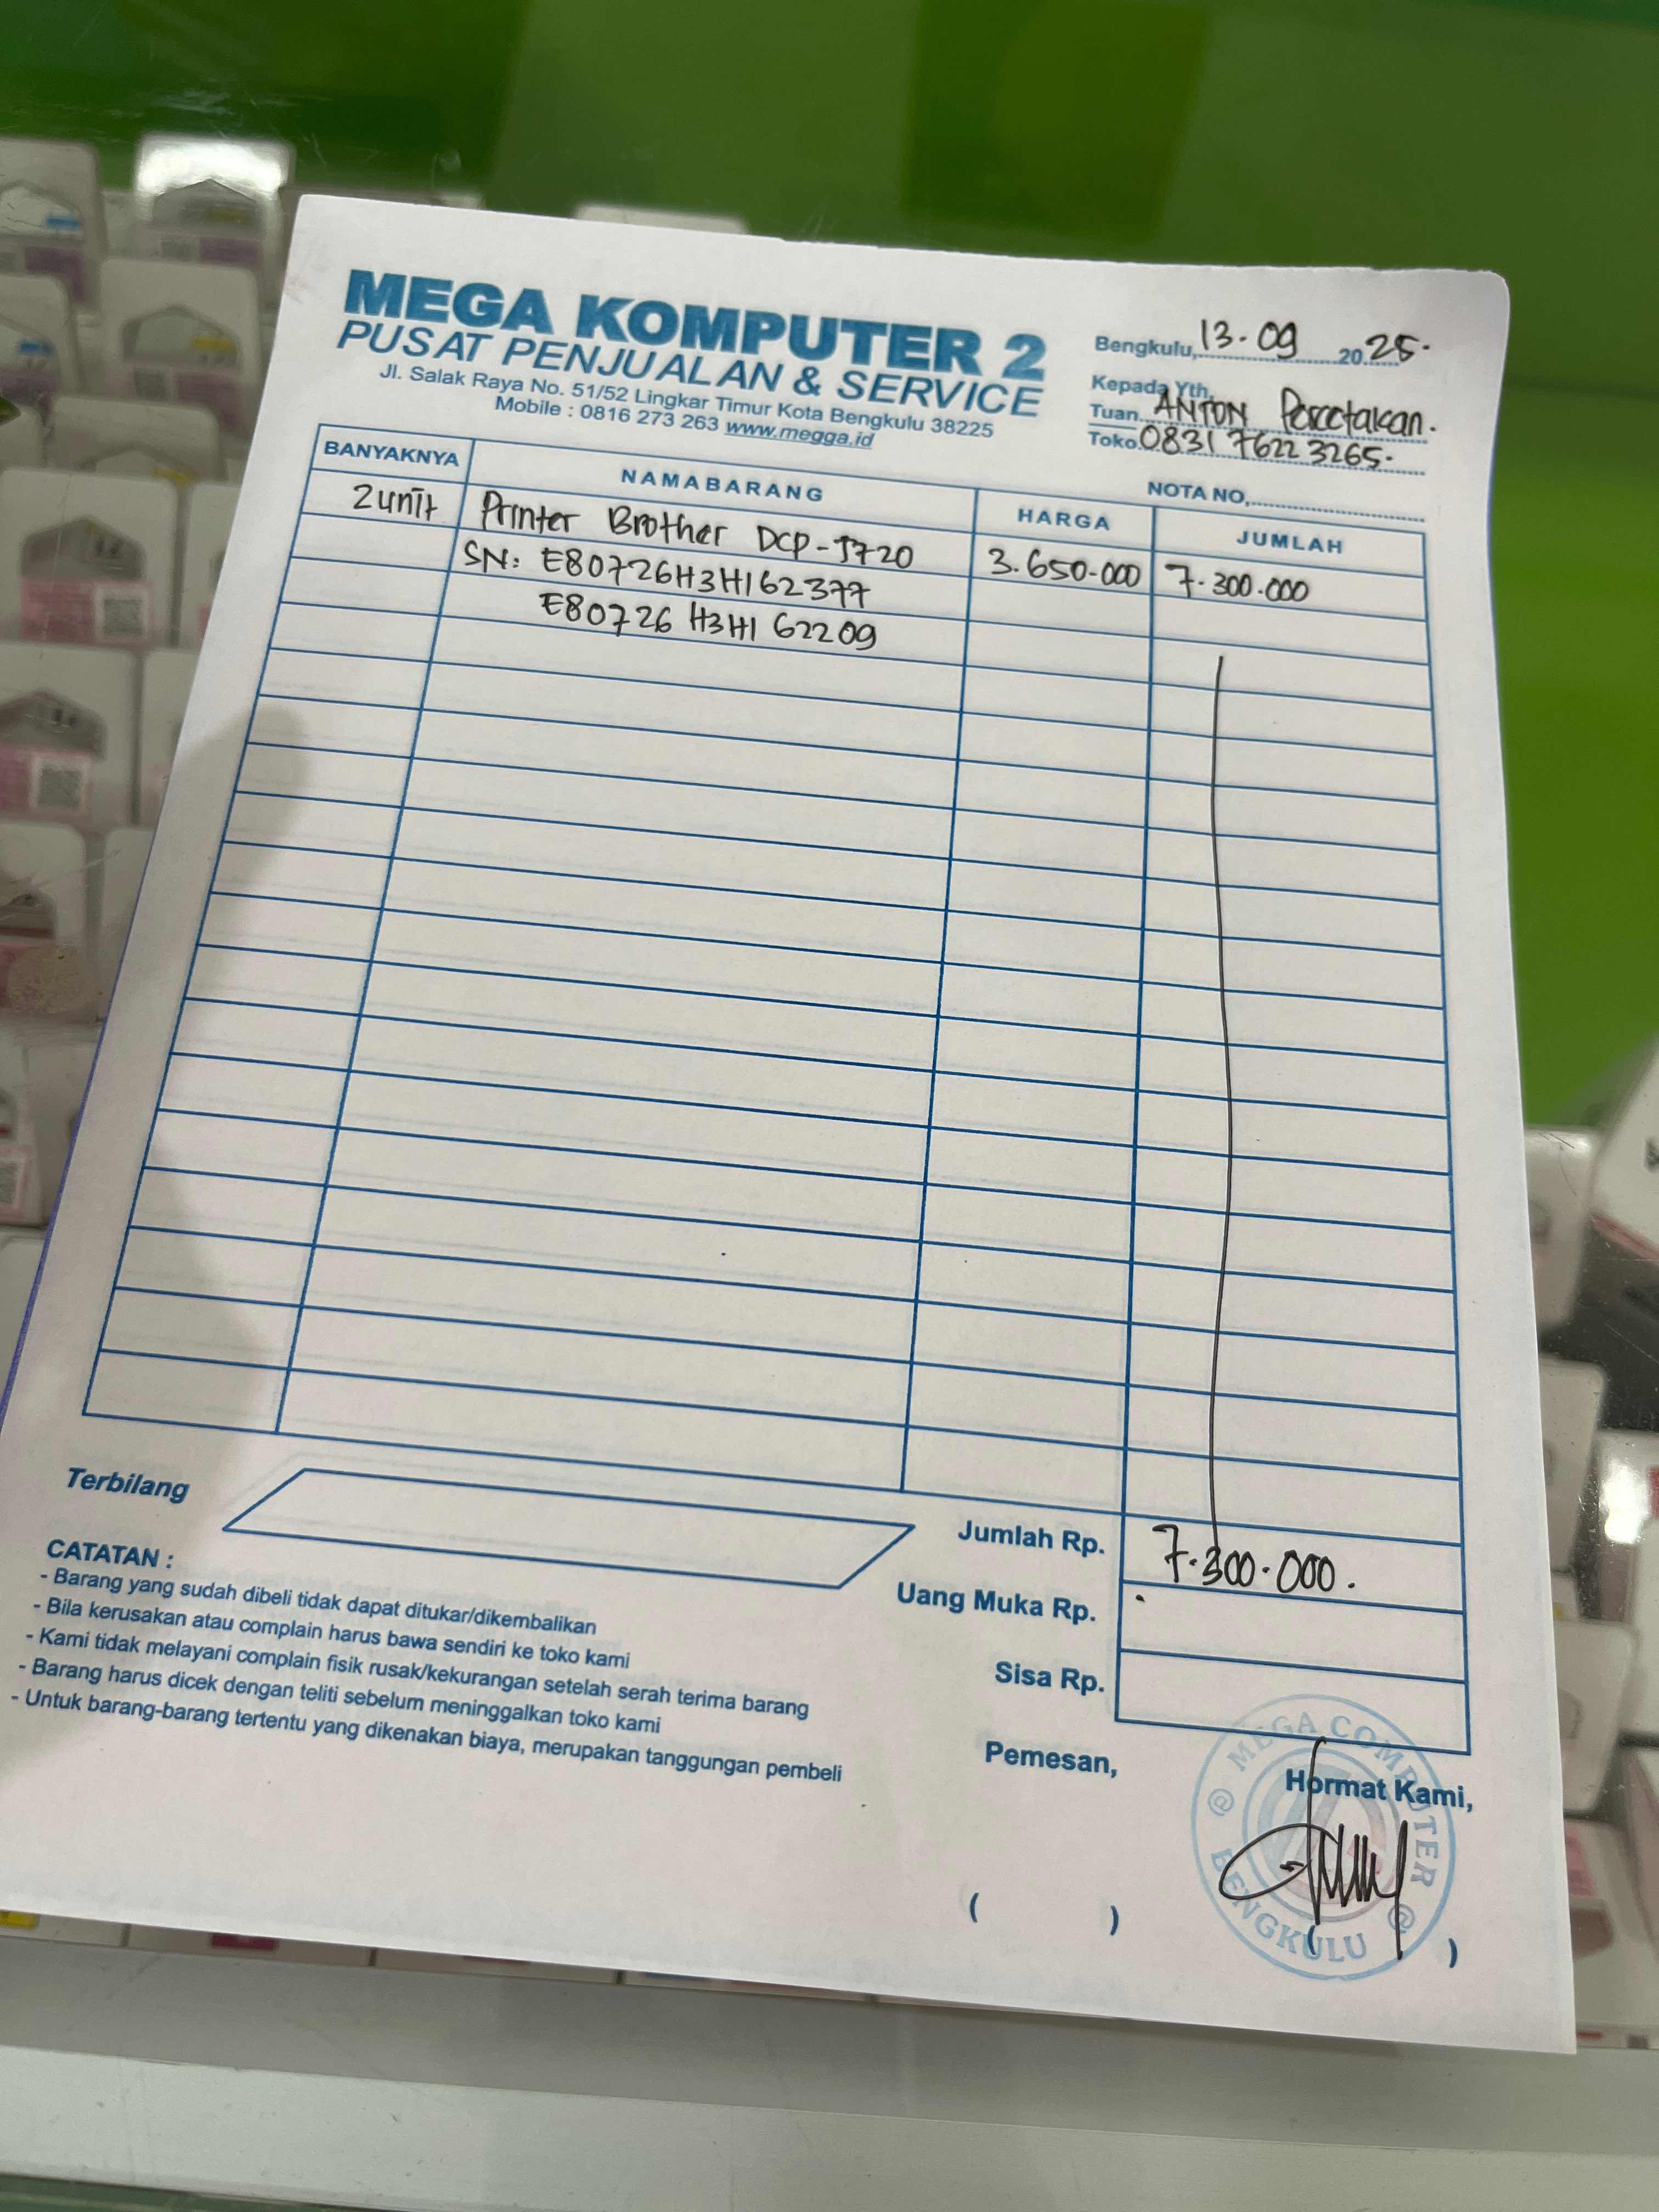 MEGA KOMPUTER 2
PUSAT PENJUALAN & SERVICE
Jl. Salak Raya No. 51/52 Lingkar Timur Kota Bengkulu 38225
Mobile : 0816 273 263 www.megga.id
Bengkulu, 13.09 20 25.
Kepada Yth,
Tuan ANTON Percetakan.
Toko 0831 7622 3265.
NOTA NO,
BANYAKNYA NAMABARANG HARGA JUMLAH
2 unit Printer Brother DCP-T720 3.650.000 7.300.000
SN: E80726H3H162377
E80726 H3H1 62209
Terbilang
Jumlah Rp. 7.300.000.
Uang Muka Rp.
Sisa Rp.
CATATAN :
- Barang yang sudah dibeli tidak dapat ditukar/dikembalikan
- Bila kerusakan atau complain harus bawa sendiri ke toko kami
- Kami tidak melayani complain fisik rusak/kekurangan setelah serah terima barang
- Barang harus dicek dengan teliti sebelum meninggalkan toko kami
- Untuk barang-barang tertentu yang dikenakan biaya, merupakan tanggungan pembeli
Pemesan,
Hormat Kami,
@ MEGA COMPUTER @
BENGKULU
( )
( )